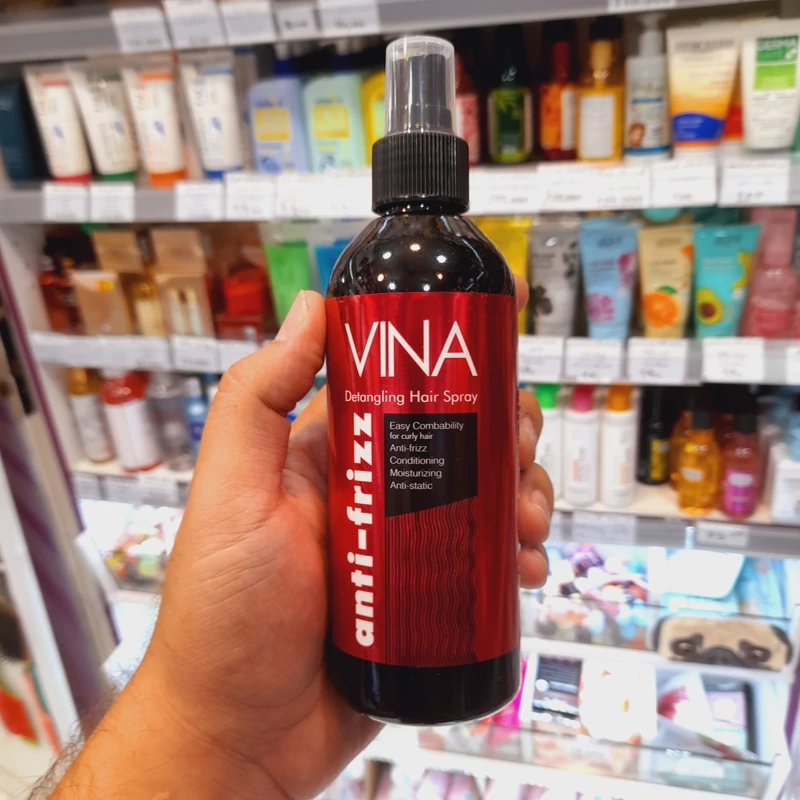 VINA
Detangling Hair Spray
anti-frizz
Easy Combability
for curly hair
Anti-frizz
Conditioning
Moisturizing
Anti-static